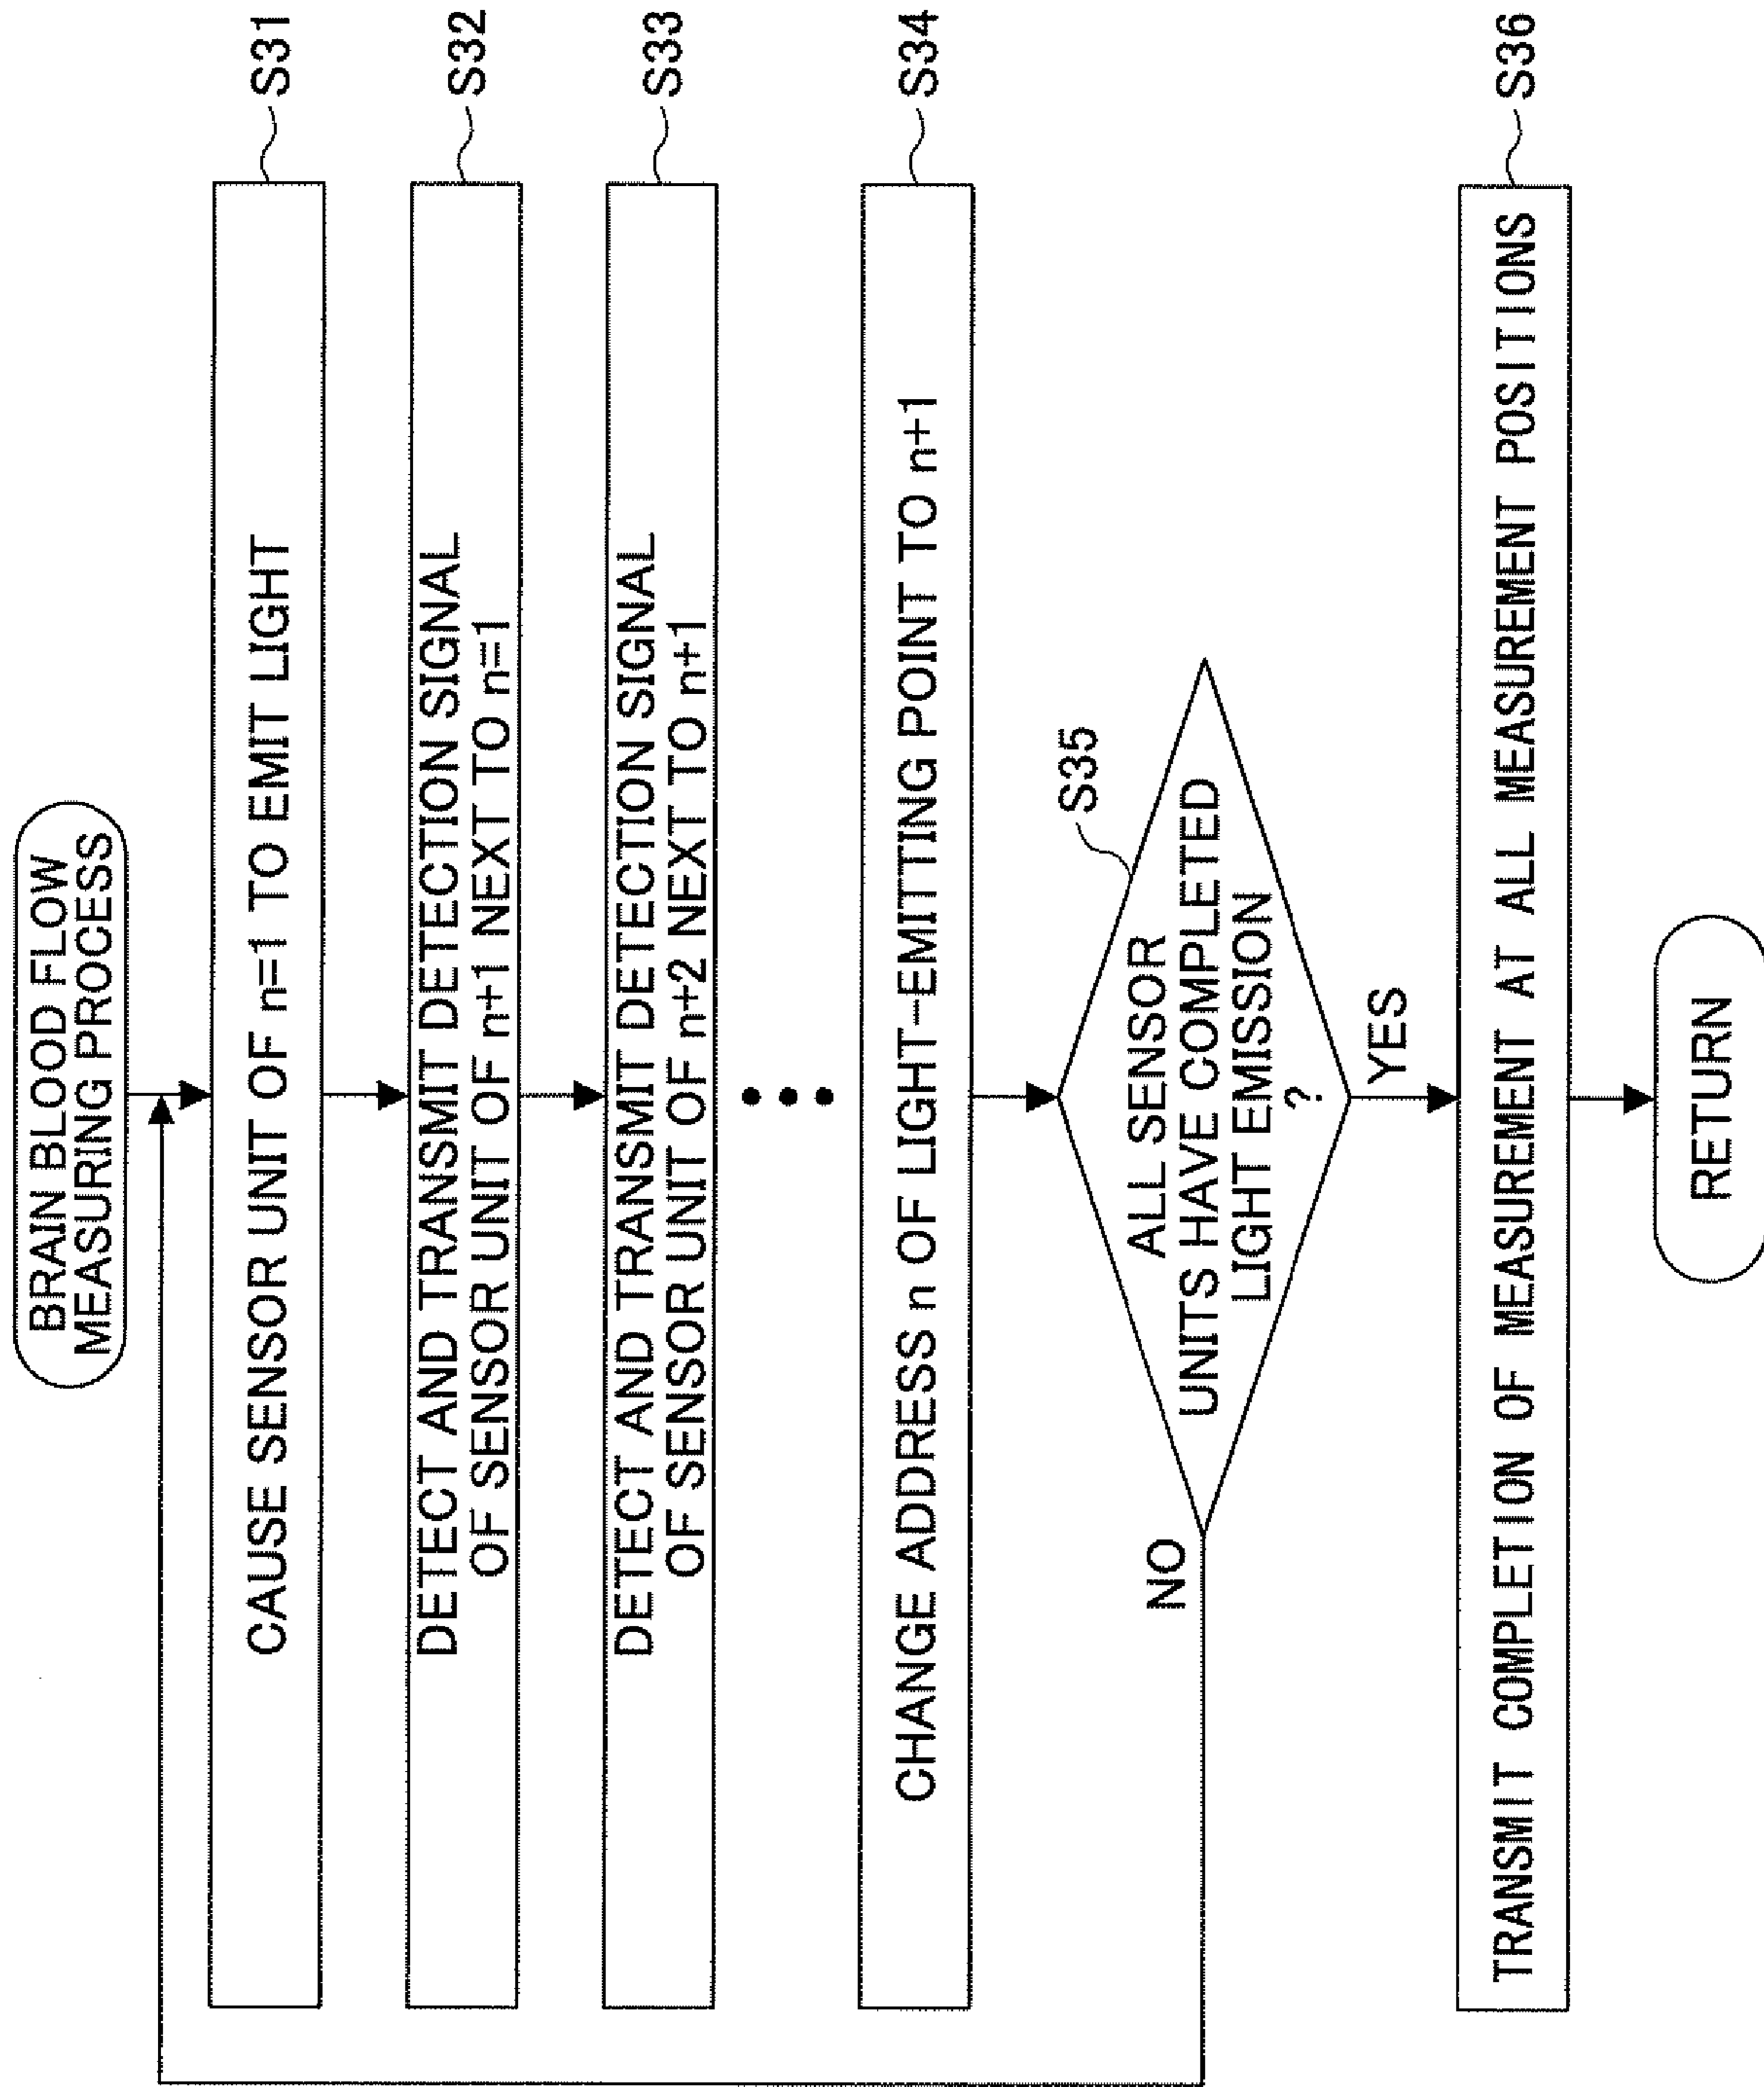 BRAIN BLOOD FLOW
MEASURING PROCESS
CAUSE SENSOR UNIT OF n=1 TO EMIT LIGHT
S31
DETECT AND TRANSMIT DETECTION SIGNAL
OF SENSOR UNIT OF n+1 NEXT TO n=1
S32
DETECT AND TRANSMIT DETECTION SIGNAL
OF SENSOR UNIT OF n+2 NEXT TO n+1
S33
CHANGE ADDRESS n OF LIGHT-EMITTING POINT TO n+1
S34
S35
ALL SENSOR
UNITS HAVE COMPLETED
LIGHT EMISSION
?
NO
YES
TRANSMIT COMPLETION OF MEASUREMENT AT ALL MEASUREMENT POSITIONS
S36
RETURN